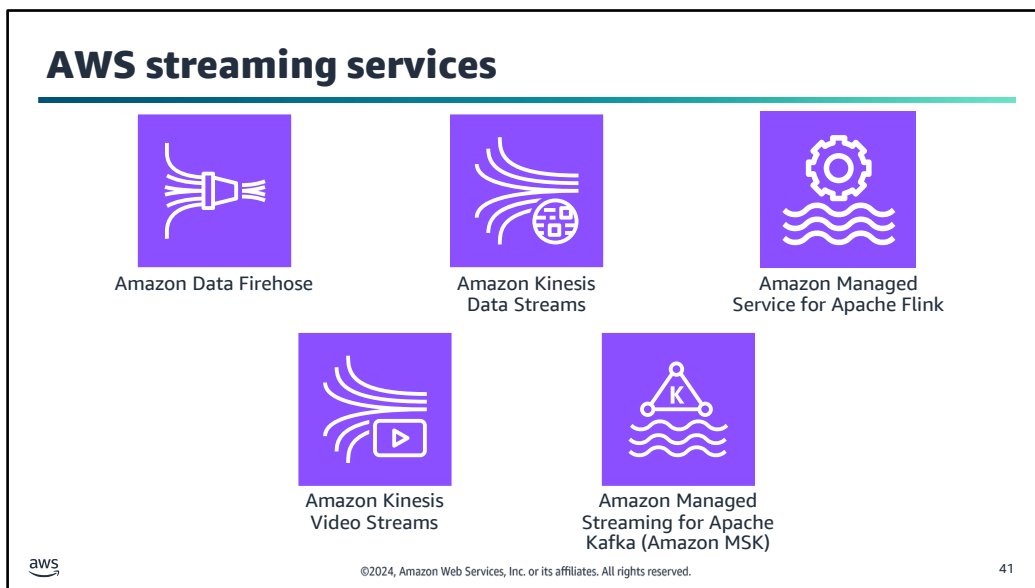 AWS streaming services
Amazon Data Firehose
Amazon Kinesis
Data Streams
Amazon Managed
Service for Apache Flink
Amazon Kinesis
Video Streams
K
Amazon Managed
Streaming for Apache
Kafka (Amazon MSK)
aws
©2024, Amazon Web Services, Inc. or its affiliates. All rights reserved.
41